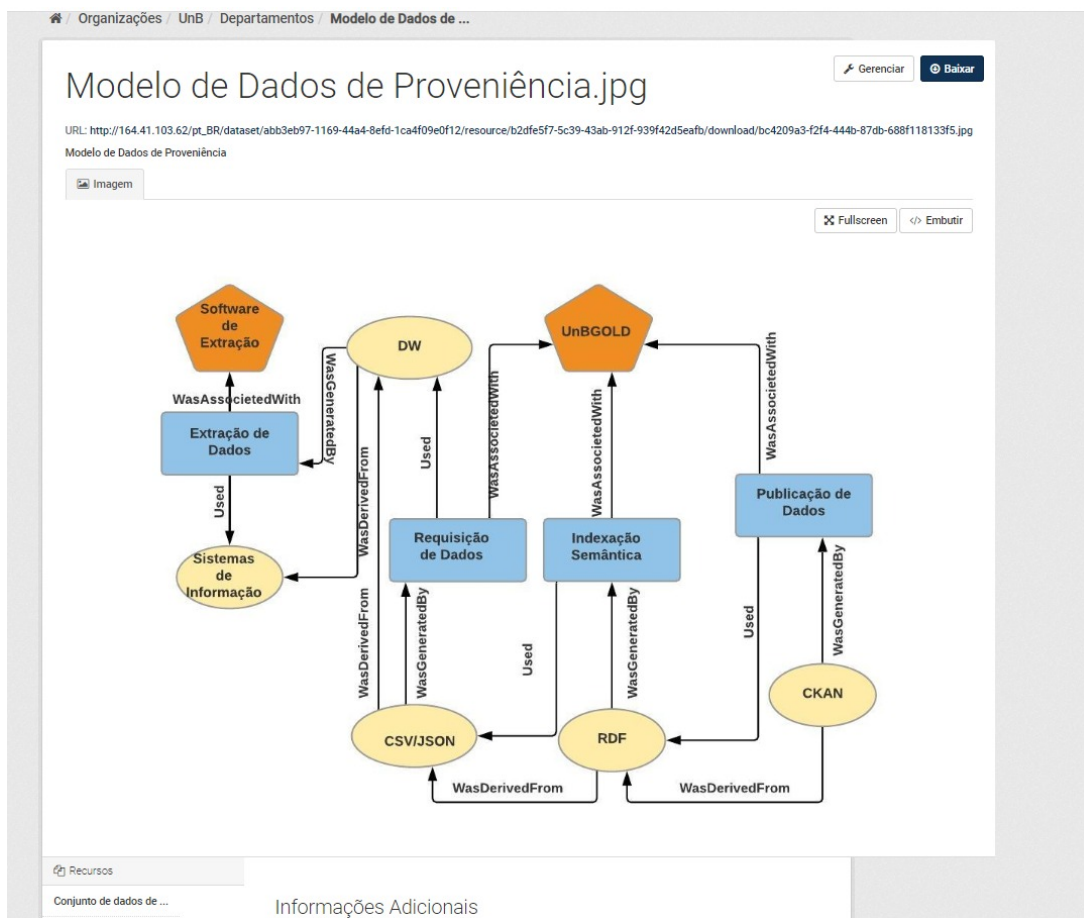 / Organizações / UnB / Departamentos / Modelo de Dados de ...
Modelo de Dados de Proveniência.jpg
Gerenciar
Baixar
URL: http://164.41.103.62/pt_BR/dataset/abb3eb97-1169-44a4-8efd-1ca4f09e0f12/resource/b2dfe5f7-5c39-43ab-912f-939f42d5eafb/download/bc4209a3-f2f4-444b-87db-688f118133f5.jpg
Modelo de Dados de Proveniência
Imagem
Fullscreen
</> Embutir
Software
de
Extração
DW
UnBGOLD
WasGeneratedBy
WasAssocietedWith
Extração de
Dados
Used
WasAssocietedWith
WasAssocietedWith
WasAssocietedWith
Used
WasDerivedFrom
Publicação de
Dados
Requisição
de Dados
Indexação
Semântica
Sistemas
de
Informação
WasDerivedFrom
WasGeneratedBy
Used
WasGeneratedBy
Used
WasGeneratedBy
CKAN
CSV/JSON
RDF
WasDerivedFrom
WasDerivedFrom
Recursos
Conjunto de dados de ...
Informações Adicionais